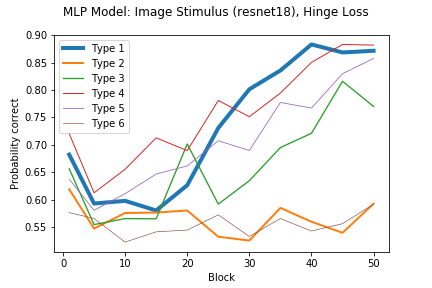 MLP Model: Image Stimulus (resnet18), Hinge Loss
0.90
0.85
0.80
0.75
0.70
0.65
0.60
0.55
Probability correct
Type 1
Type 2
Type 3
Type 4
Type 5
Type 6
0 10 20 30 40 50
Block